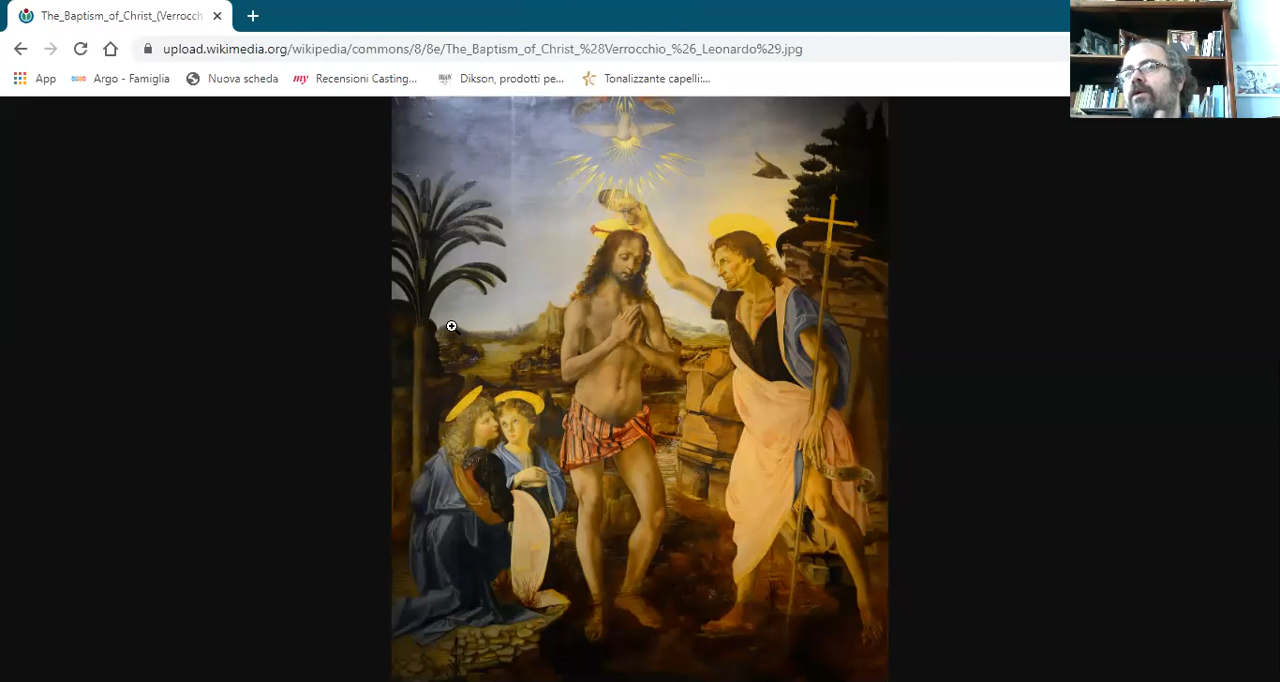 The_Baptism_of_Christ_(Verrocch
upload.wikimedia.org/wikipedia/commons/8/8e/The_Baptism_of_Christ_%28Verrocchio_%26_Leonardo%29.jpg
App Argo - Famiglia Nuova scheda my Recensioni Casting... Dikson, prodotti pe... Tonalizzante capelli:...